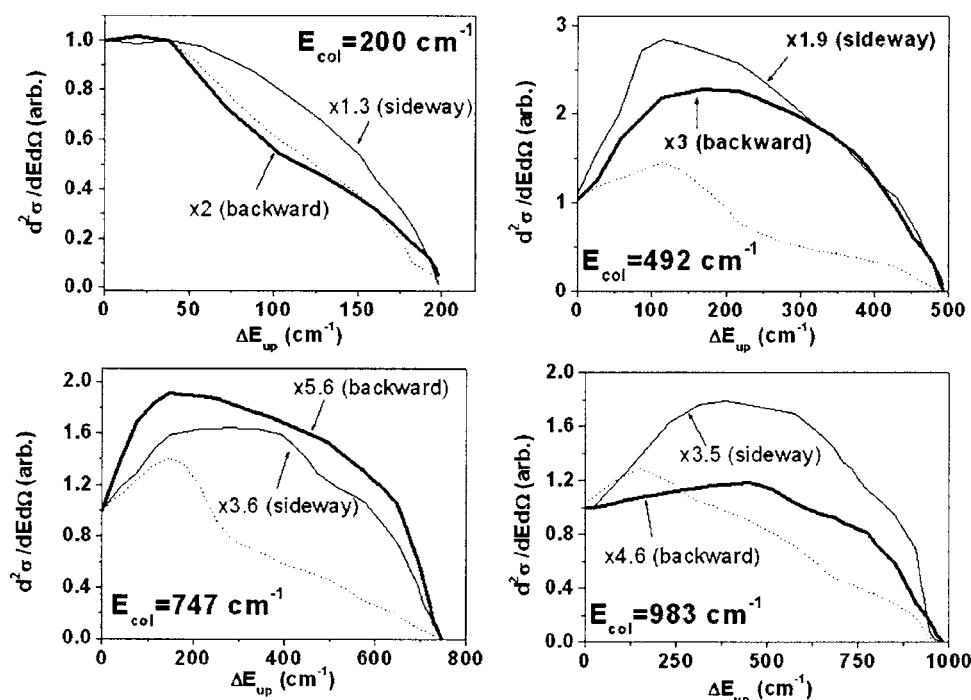 E_col=200 cm⁻¹
x1.3 (sideway)
x2 (backward)
d²σ/dEdΩ (arb.)
1.0
0.8
0.6
0.4
0.2
0.0
0 50 100 150 200
ΔE_up (cm⁻¹)
x1.9 (sideway)
x3 (backward)
E_col=492 cm⁻¹
d²σ/dEdΩ (arb.)
3
2
1
0
0 100 200 300 400 500
ΔE_up (cm⁻¹)
x5.6 (backward)
x3.6 (sideway)
E_col=747 cm⁻¹
d²σ/dEdΩ (arb.)
2.0
1.6
1.2
0.8
0.4
0.0
0 200 400 600 800
ΔE_up (cm⁻¹)
x3.5 (sideway)
x4.6 (backward)
E_col=983 cm⁻¹
d²σ/dEdΩ (arb.)
2.0
1.6
1.2
0.8
0.4
0.0
0 250 500 750 1000
ΔE_up (cm⁻¹)